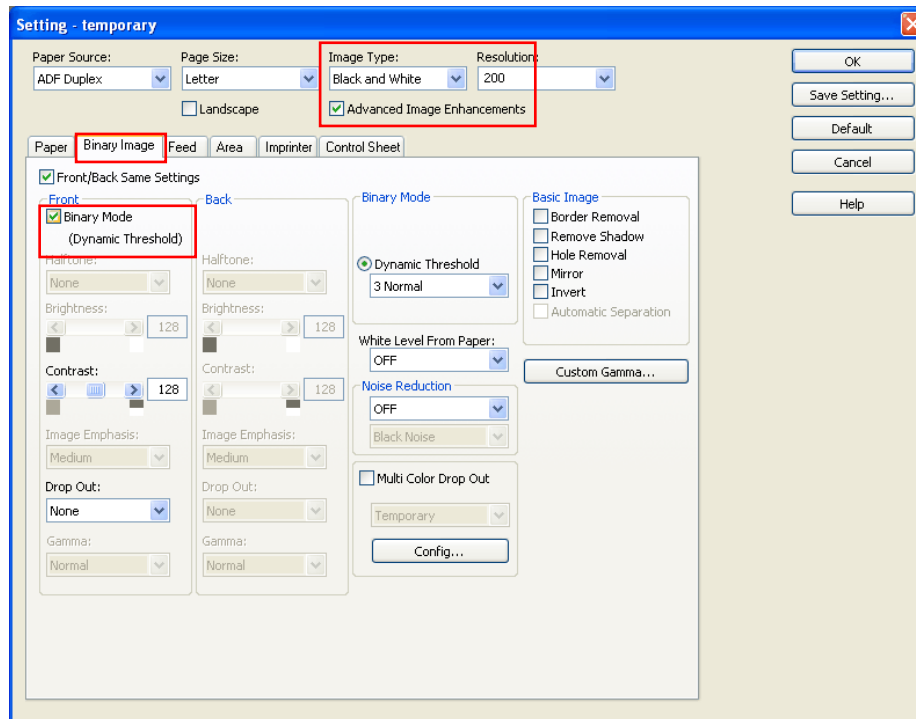 Setting - temporary
Paper Source: Page Size: Image Type: Resolution:
ADF Duplex Letter Black and White 200
Landscape Advanced Image Enhancements
OK
Save Setting...
Default
Cancel
Help
Paper Binary Image Feed Area Imprinter Control Sheet
Front/Back Same Settings
Front
Binary Mode
(Dynamic Threshold)
Halftone:
None
Brightness:
128
Contrast:
128
Image Emphasis:
Medium
Drop Out:
None
Gamma:
Normal
Back
Halftone:
None
Brightness:
128
Contrast:
128
Image Emphasis:
Medium
Drop Out:
None
Gamma:
Normal
Binary Mode
Dynamic Threshold
3 Normal
White Level From Paper:
OFF
Noise Reduction
OFF
Black Noise
Multi Color Drop Out
Temporary
Config...
Basic Image
Border Removal
Remove Shadow
Hole Removal
Mirror
Invert
Automatic Separation
Custom Gamma...